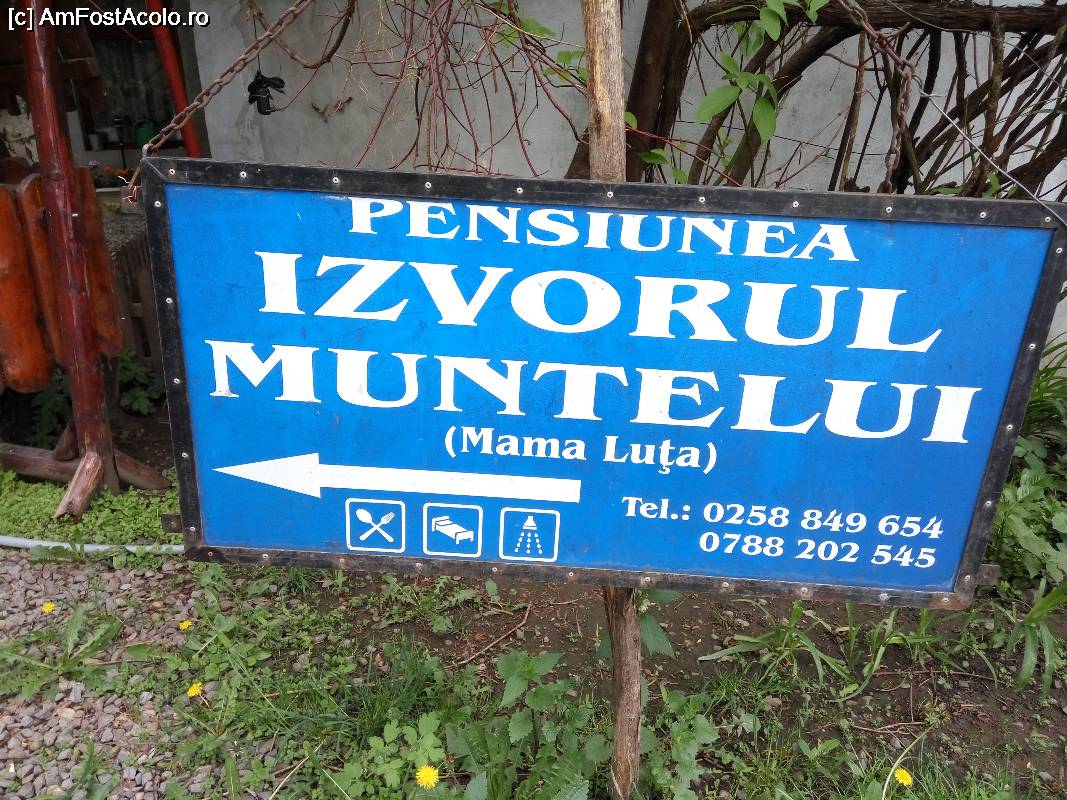 [c] AmFostAcolo.ro
PENSIUNEA
IZVORUL
MUNTELUI
(Mama Luţa)
Tel.: 0258 849 654
0788 202 545